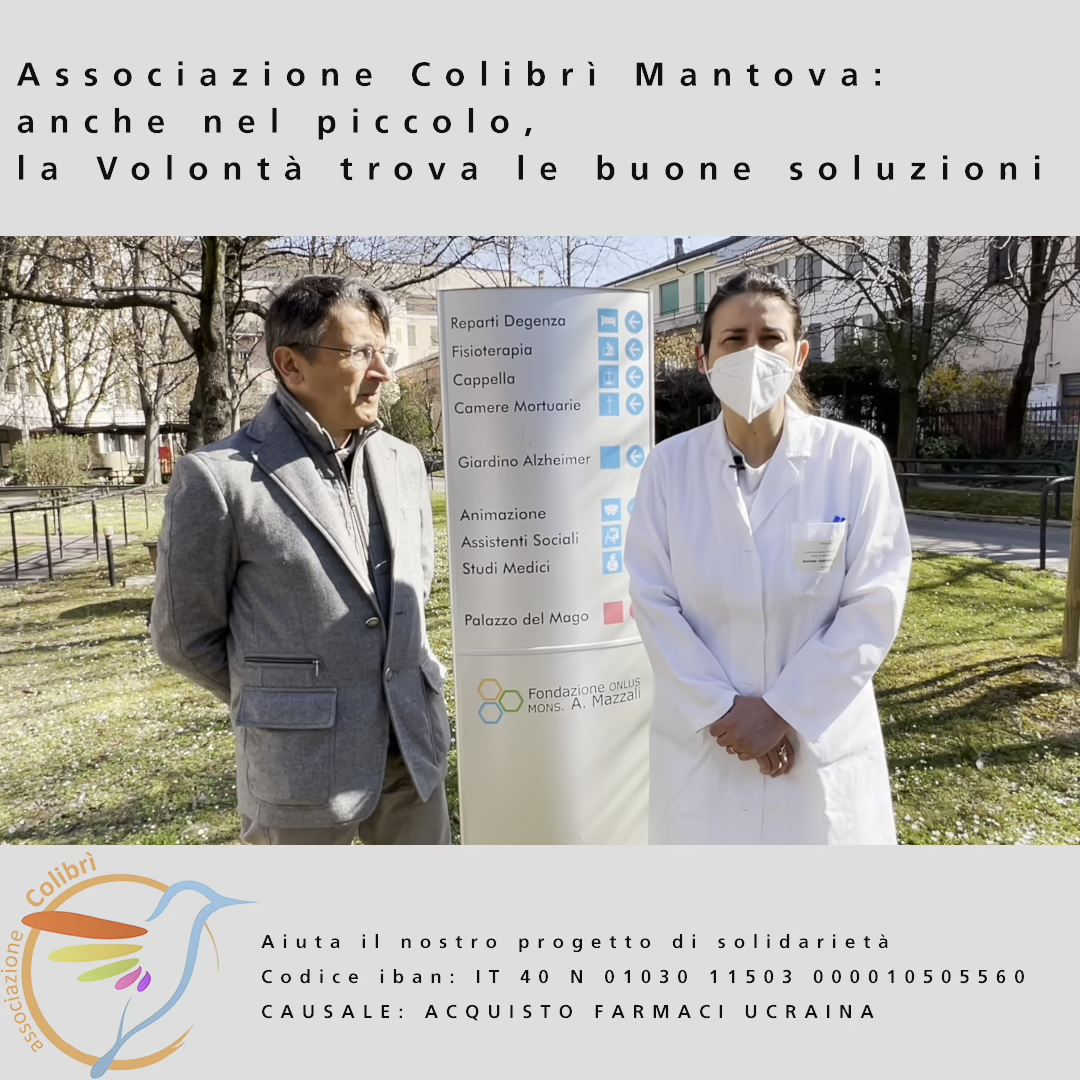 Associazione Colibrì Mantova:
anche nel piccolo,
la Volontà trova le buone soluzioni
Reparti Degenza
Fisioterapia
Cappella
Camere Mortuarie
Giardino Alzheimer
Animazione
Assistenti Sociali
Studi Medici
Palazzo del Mago
Fondazione ONLUS
MONS. A. Mazzali
associazione Colibrì
Aiuta il nostro progetto di solidarietà
Codice iban: IT 40 N 01030 11503 000010505560
CAUSALE: ACQUISTO FARMACI UCRAINA